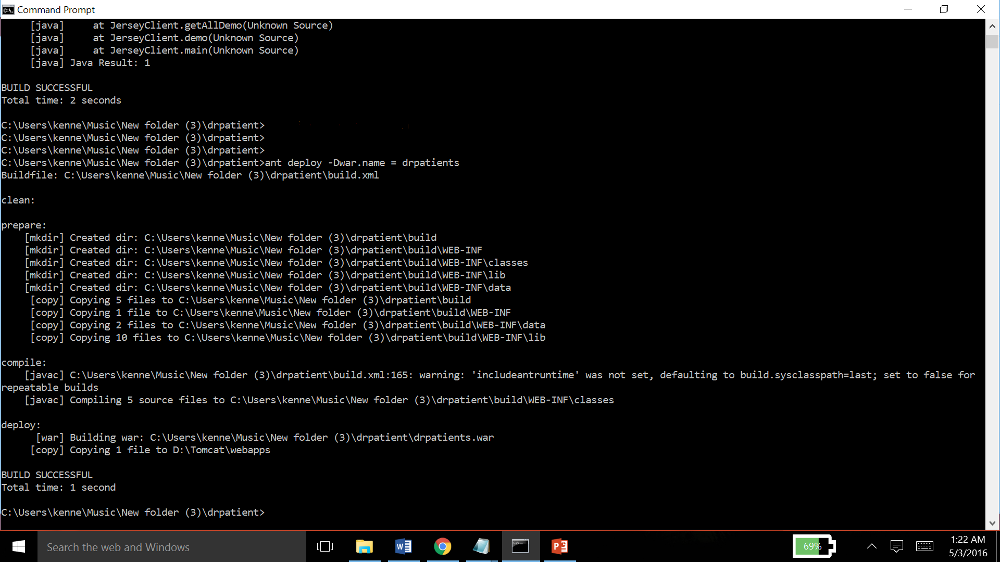 Command Prompt
[java]     at JerseyClient.getAllDemo(Unknown Source)
[java]     at JerseyClient.demo(Unknown Source)
[java]     at JerseyClient.main(Unknown Source)
[java] Java Result: 1
BUILD SUCCESSFUL
Total time: 2 seconds
C:\Users\kenne\Music\New folder (3)\drpatient>
C:\Users\kenne\Music\New folder (3)\drpatient>
C:\Users\kenne\Music\New folder (3)\drpatient>
C:\Users\kenne\Music\New folder (3)\drpatient>ant deploy -Dwar.name = drpatients
Buildfile: C:\Users\kenne\Music\New folder (3)\drpatient\build.xml
clean:
prepare:
[mkdir] Created dir: C:\Users\kenne\Music\New folder (3)\drpatient\build
[mkdir] Created dir: C:\Users\kenne\Music\New folder (3)\drpatient\build\WEB-INF
[mkdir] Created dir: C:\Users\kenne\Music\New folder (3)\drpatient\build\WEB-INF\classes
[mkdir] Created dir: C:\Users\kenne\Music\New folder (3)\drpatient\build\WEB-INF\lib
[mkdir] Created dir: C:\Users\kenne\Music\New folder (3)\drpatient\build\WEB-INF\data
[copy] Copying 5 files to C:\Users\kenne\Music\New folder (3)\drpatient\build
[copy] Copying 1 file to C:\Users\kenne\Music\New folder (3)\drpatient\build\WEB-INF
[copy] Copying 2 files to C:\Users\kenne\Music\New folder (3)\drpatient\build\WEB-INF\data
[copy] Copying 10 files to C:\Users\kenne\Music\New folder (3)\drpatient\build\WEB-INF\lib
compile:
[javac] C:\Users\kenne\Music\New folder (3)\drpatient\build.xml:165: warning: 'includeantruntime' was not set, defaulting to build.sysclasspath=last; set to false for
repeatable builds
[javac] Compiling 5 source files to C:\Users\kenne\Music\New folder (3)\drpatient\build\WEB-INF\classes
deploy:
[war] Building war: C:\Users\kenne\Music\New folder (3)\drpatient\drpatients.war
[copy] Copying 1 file to D:\Tomcat\webapps
BUILD SUCCESSFUL
Total time: 1 second
C:\Users\kenne\Music\New folder (3)\drpatient>
Search the web and Windows
69%
1:22 AM
5/3/2016